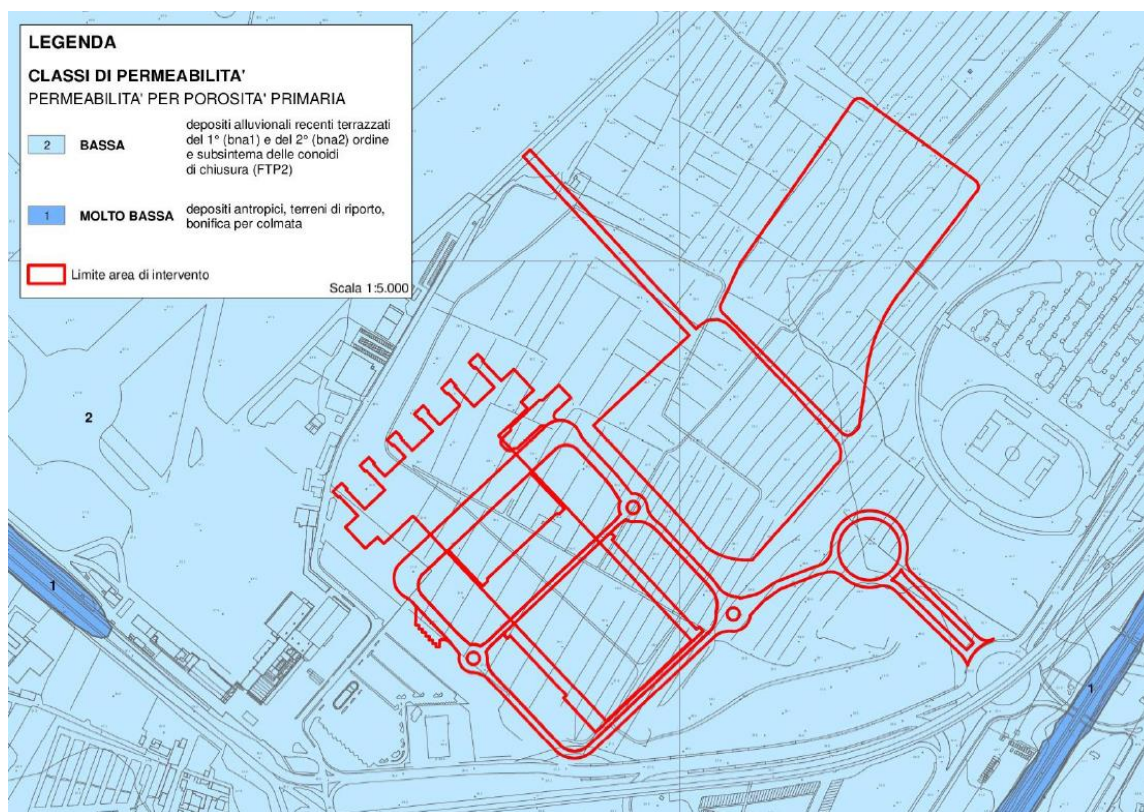 LEGENDA
CLASSI DI PERMEABILITA'
PERMEABILITA' PER POROSITA' PRIMARIA
2 BASSA
depositi alluvionali recenti terrazzati
del 1° (bna1) e del 2° (bna2) ordine
e subsintema delle conoidi
di chiusura (FTP2)
1 MOLTO BASSA
depositi antropici, terreni di riporto,
bonifica per colmata
Limite area di intervento
Scala 1:5.000
2
1
1